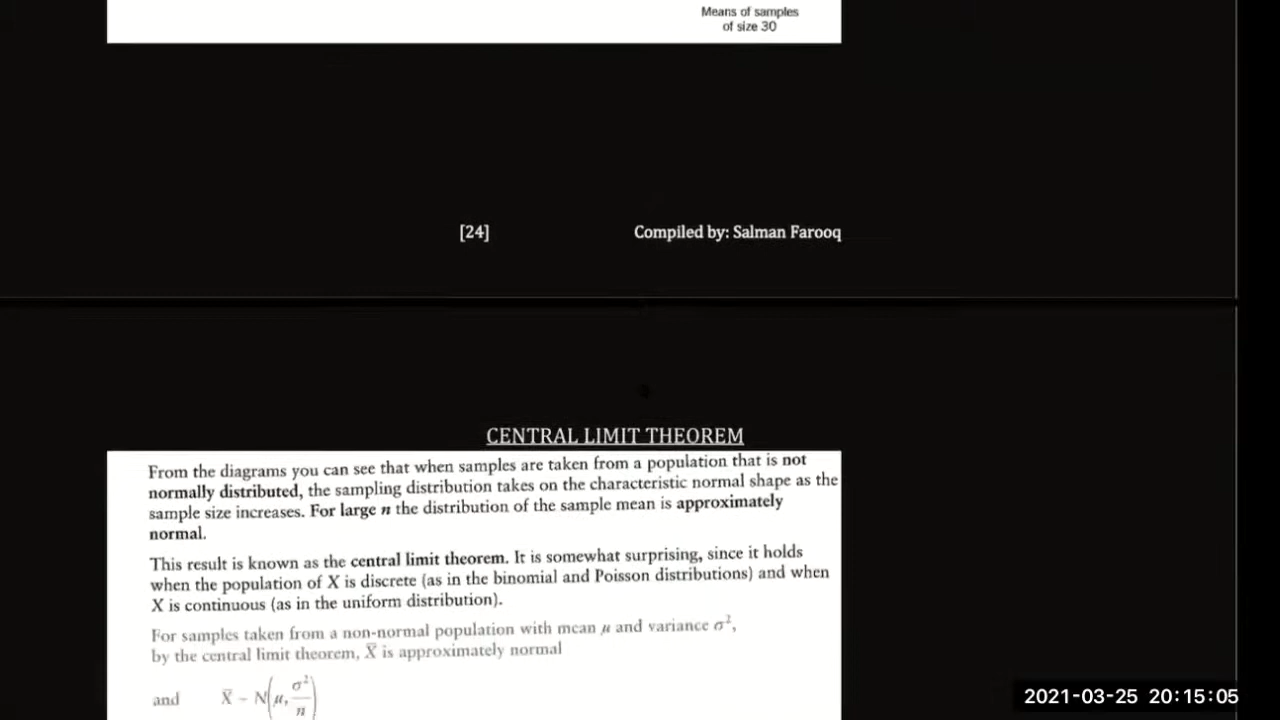 Means of samples
of size 30
[24] Compiled by: Salman Farooq
CENTRAL LIMIT THEOREM
From the diagrams you can see that when samples are taken from a population that is not
normally distributed, the sampling distribution takes on the characteristic normal shape as the
sample size increases. For large n the distribution of the sample mean is approximately
normal.
This result is known as the central limit theorem. It is somewhat surprising, since it holds
when the population of X is discrete (as in the binomial and Poisson distributions) and when
X is continuous (as in the uniform distribution).
For samples taken from a non-normal population with mean μ and variance σ²,
by the central limit theorem, X̅ is approximately normal
and X̅ ~ N(μ, σ²/n)
2021-03-25 20:15:05